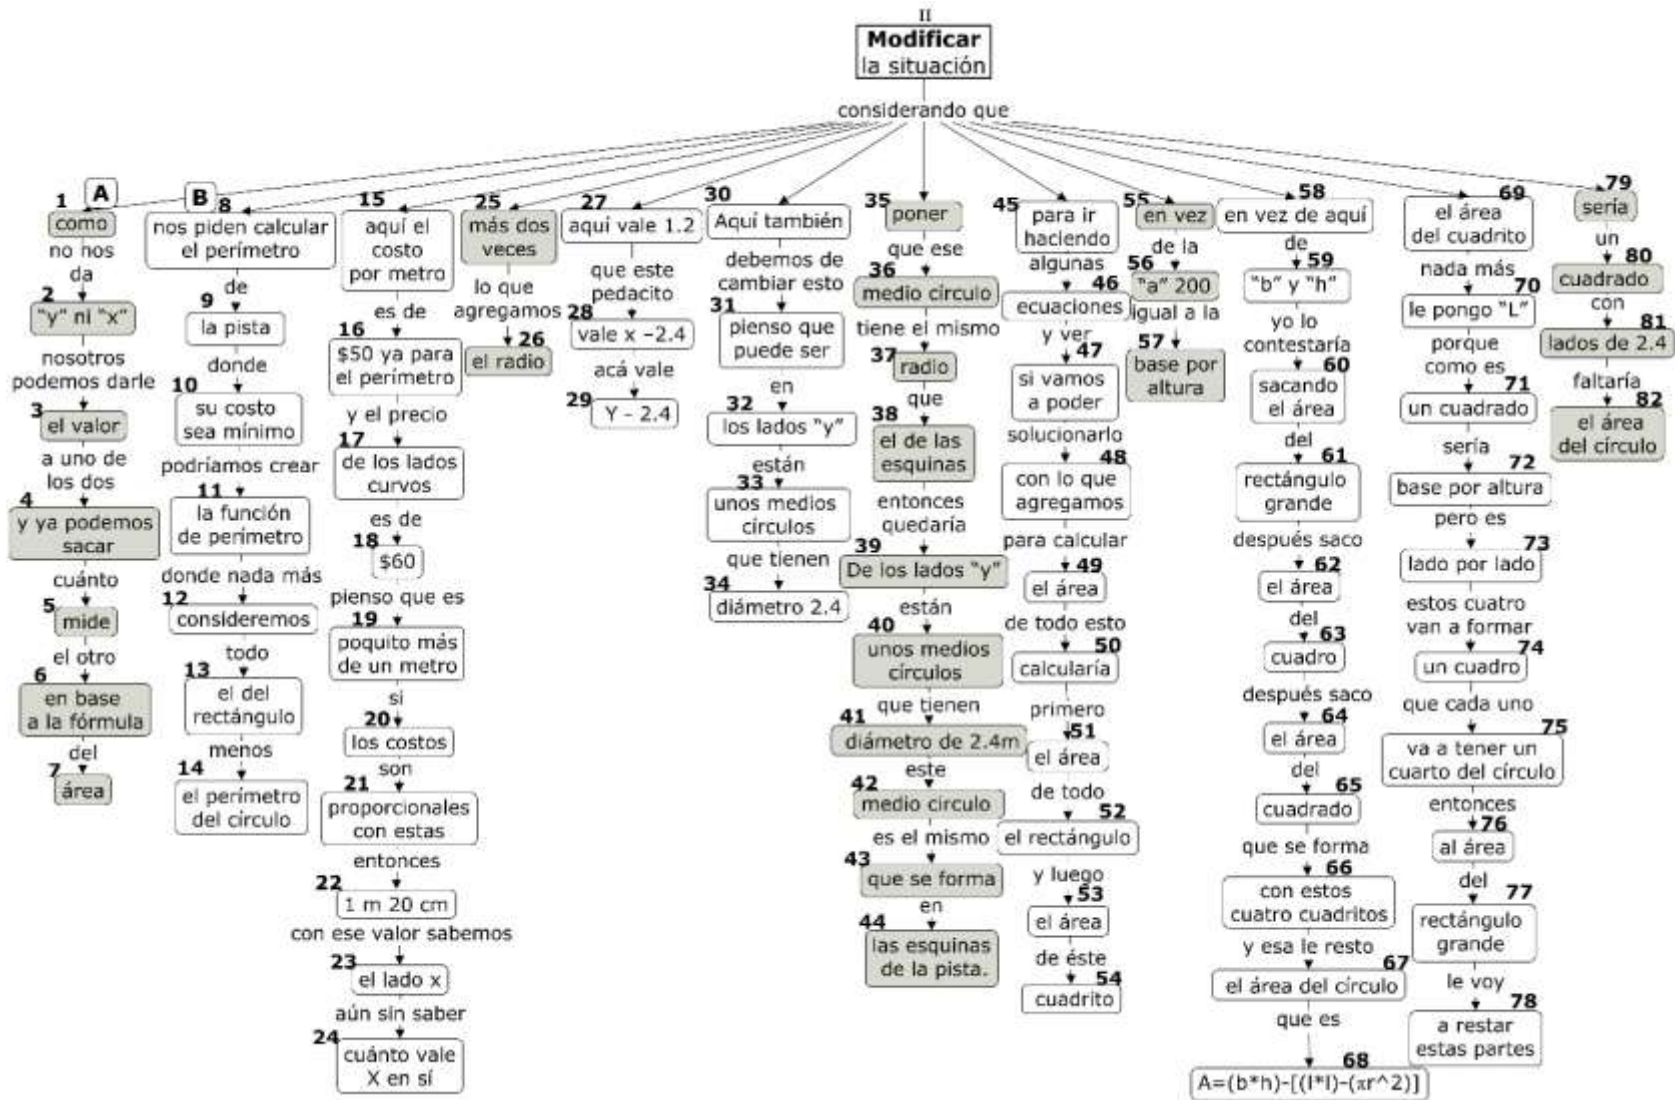 II
Modificar
la situación
considerando que
A
1
como
no nos
da
2
"y" ni "x"
nosotros
podemos darle
3
el valor
a uno de
los dos
4
y ya podemos
sacar
cuánto
5
mide
el otro
6
en base
a la fórmula
del
7
área
B
8
nos piden calcular
el perímetro
de
9
la pista
donde
10
su costo
sea mínimo
podríamos crear
11
la función
de perímetro
donde nada más
12
consideremos
todo
13
el del
rectángulo
menos
14
el perímetro
del círculo
15
aquí el
costo
por metro
es de
16
$50 ya para
el perímetro
y el precio
17
de los lados
curvos
es de
18
$60
pienso que es
19
poquito más
de un metro
si
20
los costos
son
21
proporcionales
con estas
entonces
22
1 m 20 cm
con ese valor sabemos
23
el lado x
aún sin saber
24
cuánto vale
X en sí
25
más dos
veces
lo que
agregamos
26
el radio
27
aquí vale 1.2
que este
pedacito
28
vale x -2.4
acá vale
29
Y - 2.4
30
Aquí también
debemos de
cambiar esto
31
pienso que
puede ser
en
32
los lados "y"
están
33
unos medios
círculos
que tienen
34
diámetro 2.4
35
poner
que ese
36
medio círculo
tiene el mismo
37
radio
que
38
el de las
esquinas
entonces
quedaría
39
De los lados "y"
están
40
unos medios
círculos
que tienen
41
diámetro de 2.4m
este
42
medio circulo
es el mismo
43
que se forma
en
44
las esquinas
de la pista.
45
para ir
haciendo
algunas
46
ecuaciones
y ver
47
si vamos
a poder
solucionarlo
48
con lo que
agregamos
para calcular
49
el área
de todo esto
50
calcularía
primero
51
el área
de todo
52
el rectángulo
y luego
53
el área
de éste
54
cuadrito
55
en vez
de la
56
"a" 200
igual a la
57
base por
altura
58
en vez de aquí
de
59
"b" y "h"
yo lo
contestaría
60
sacando
el área
del
61
rectángulo
grande
después saco
62
el área
del
63
cuadro
después saco
64
el área
del
65
cuadrado
que se forma
66
con estos
cuatro cuadritos
y esa le resto
67
el área del círculo
que es
68
A=(b*h)-[(l*l)-(πr^2)]
69
el área
del cuadrito
nada más
70
le pongo "L"
porque
como es
71
un cuadrado
sería
72
base por altura
pero es
73
lado por lado
estos cuatro
van a formar
74
un cuadro
que cada uno
75
va a tener un
cuarto del círculo
entonces
76
al área
del
77
rectángulo
grande
le voy
78
a restar
estas partes
79
sería
un
80
cuadrado
con
81
lados de 2.4
faltaría
82
el área
del círculo